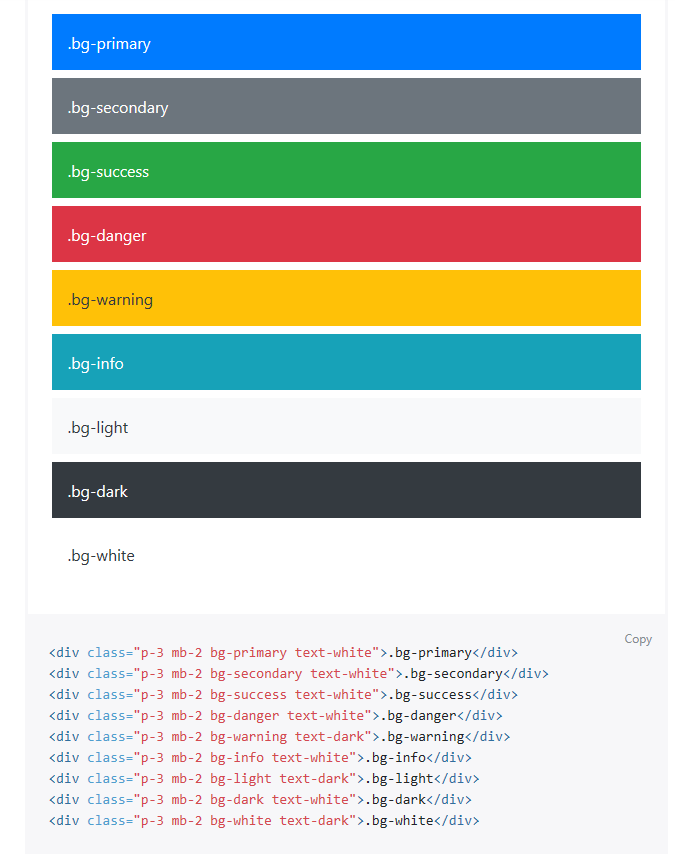 .bg-primary
.bg-secondary
.bg-success
.bg-danger
.bg-warning
.bg-info
.bg-light
.bg-dark
.bg-white
Copy
<div class="p-3 mb-2 bg-primary text-white">.bg-primary</div>
<div class="p-3 mb-2 bg-secondary text-white">.bg-secondary</div>
<div class="p-3 mb-2 bg-success text-white">.bg-success</div>
<div class="p-3 mb-2 bg-danger text-white">.bg-danger</div>
<div class="p-3 mb-2 bg-warning text-dark">.bg-warning</div>
<div class="p-3 mb-2 bg-info text-white">.bg-info</div>
<div class="p-3 mb-2 bg-light text-dark">.bg-light</div>
<div class="p-3 mb-2 bg-dark text-white">.bg-dark</div>
<div class="p-3 mb-2 bg-white text-dark">.bg-white</div>